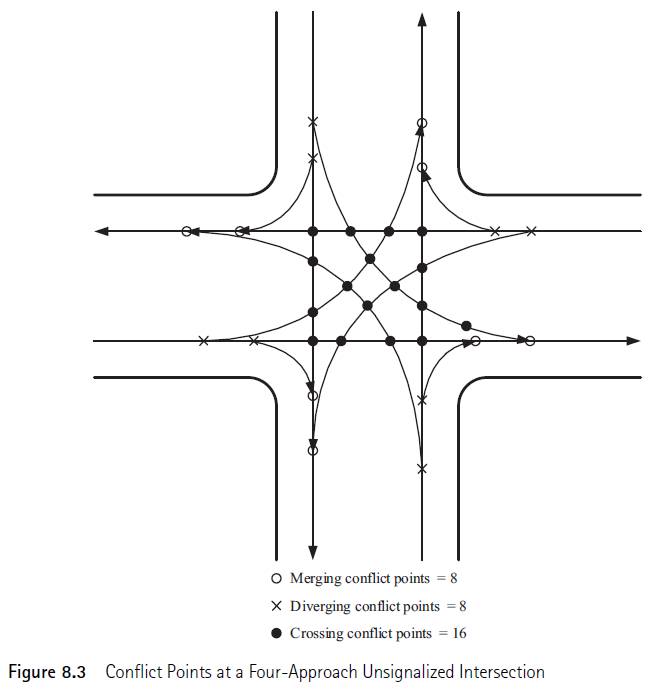 Merging conflict points = 8
Diverging conflict points = 8
Crossing conflict points = 16
Figure 8.3 Conflict Points at a Four-Approach Unsignalized Intersection